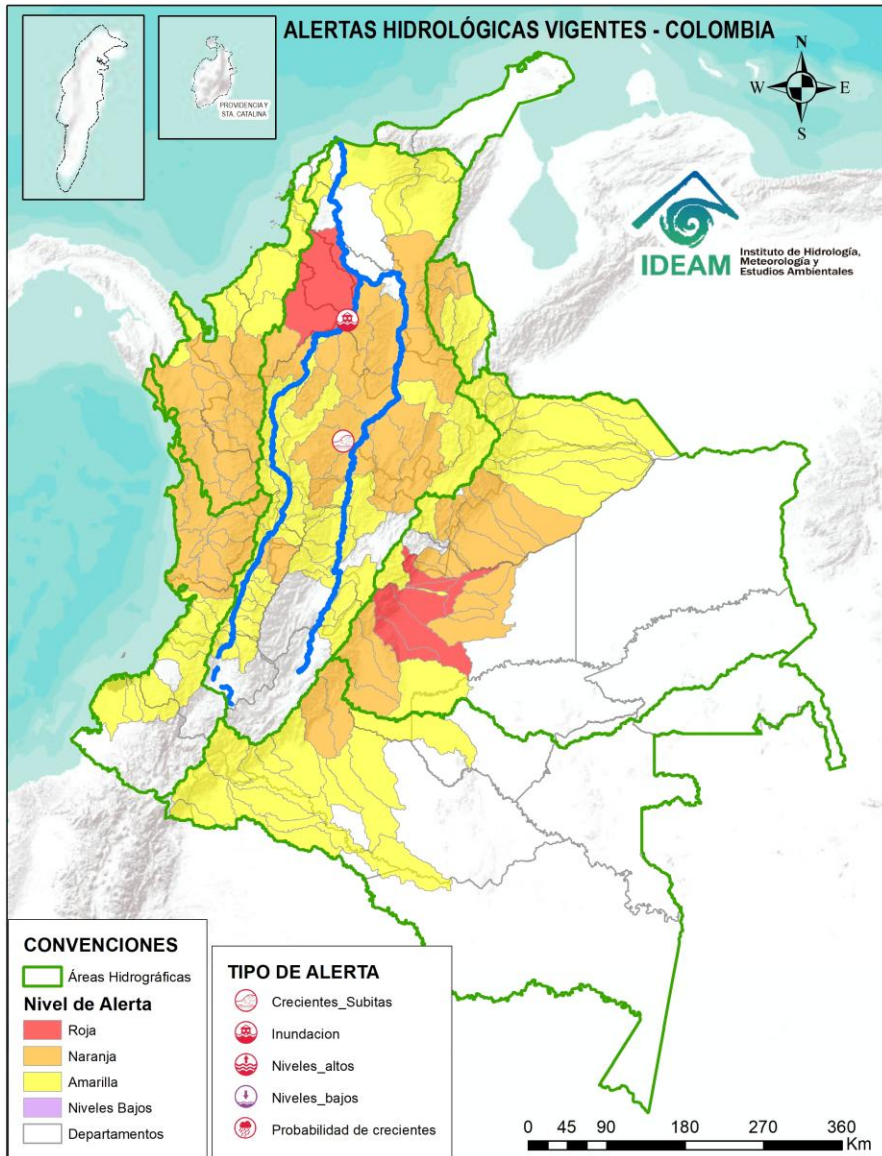 ALERTAS HIDROLÓGICAS VIGENTES - COLOMBIA
PROVIDENCIA Y
STA. CATALINA
N
W
E
S
IDEAM
Instituto de Hidrología,
Meteorología y
Estudios Ambientales
CONVENCIONES
Áreas Hidrográficas
Nivel de Alerta
Roja
Naranja
Amarilla
Niveles Bajos
Departamentos
TIPO DE ALERTA
Crecientes_Subitas
Inundacion
Niveles_altos
Niveles_bajos
Probabilidad de crecientes
0 45 90 180 270 360
Km